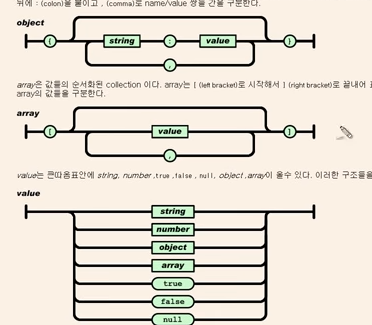 뒤에 : (colon)을 붙이고 , (comma)로 name/value 쌍들 간을 구분한다.
object
{ string : value }
,
array은 값들의 순서화된 collection 이다. array는 [ (left bracket)로 시작해서 ] (right bracket)로 끝내어
array의 값들을 구분한다.
array
[ value ]
,
value는 큰따옴표안에 string, number ,true ,false , null, object ,array이 올수 있다. 이러한 구조들을
value
string
number
object
array
true
false
null